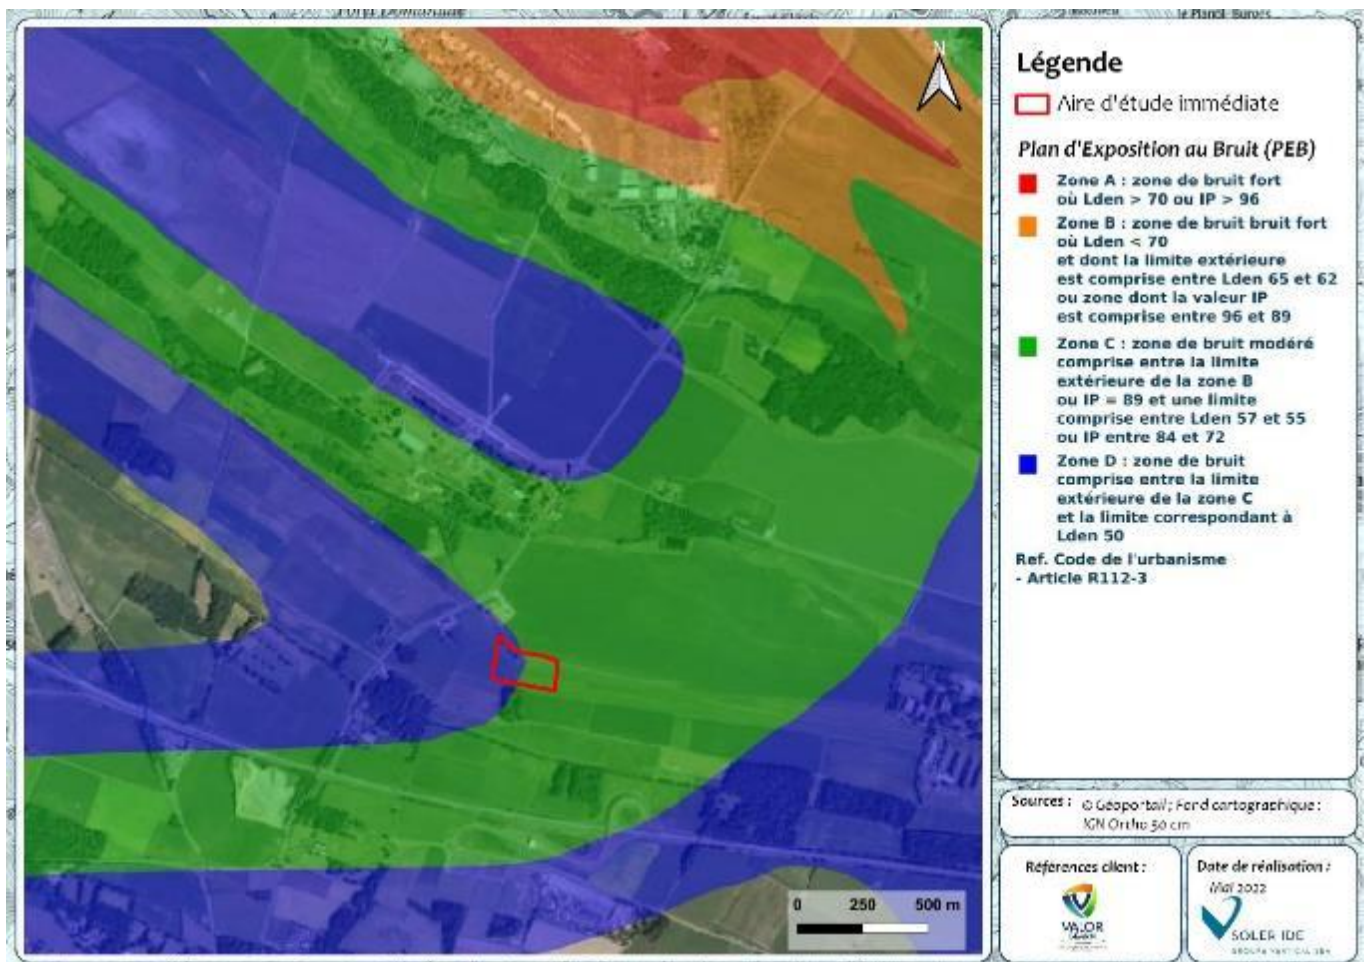 Fond Domaniale
le Planol Burges
N
Légende
Aire d'étude immédiate
Plan d'Exposition au Bruit (PEB)
Zone A : zone de bruit fort
où Lden > 70 ou IP > 96
Zone B : zone de bruit bruit fort
où Lden < 70
et dont la limite extérieure
est comprise entre Lden 65 et 62
ou zone dont la valeur IP
est comprise entre 96 et 89
Zone C : zone de bruit modéré
comprise entre la limite
extérieure de la zone B
ou IP = 89 et une limite
comprise entre Lden 57 et 55
ou IP entre 84 et 72
Zone D : zone de bruit
comprise entre la limite
extérieure de la zone C
et la limite correspondant à
Lden 50
Ref. Code de l'urbanisme
- Article R112-3
0 250 500 m
Sources : © Géoportail ; Fond cartographique :
IGN Ortho 50 cm
Références client :
VALOR
Date de réalisation :
Mai 2022
SOLER IDE